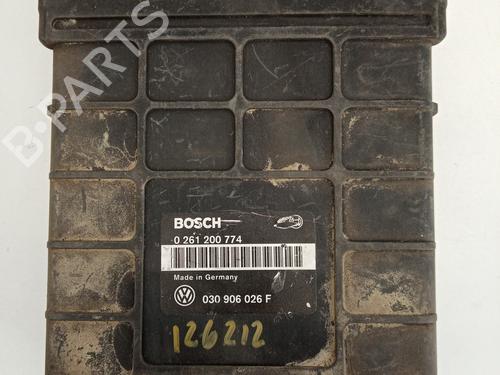 B-PARTS
BOSCH
0 261 200 774
Made in Germany
030 906 026 F
126212